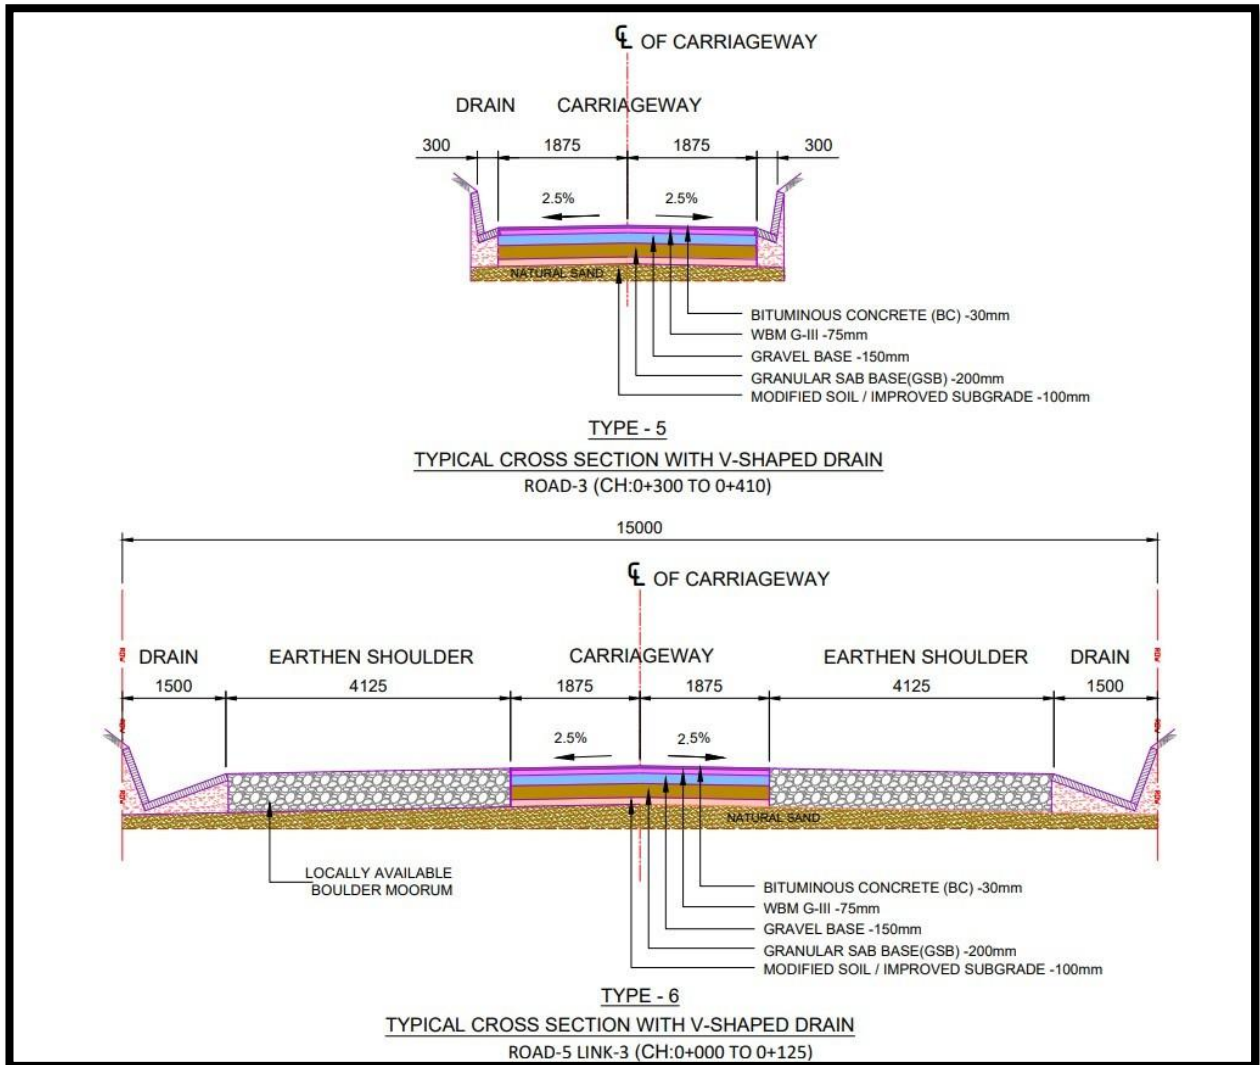 ℄ OF CARRIAGEWAY
DRAIN CARRIAGEWAY
300 1875 1875 300
2.5% 2.5%
NATURAL SAND
BITUMINOUS CONCRETE (BC) -30mm
WBM G-III -75mm
GRAVEL BASE -150mm
GRANULAR SAB BASE(GSB) -200mm
MODIFIED SOIL / IMPROVED SUBGRADE -100mm
TYPE - 5
TYPICAL CROSS SECTION WITH V-SHAPED DRAIN
ROAD-3 (CH:0+300 TO 0+410)
15000
℄ OF CARRIAGEWAY
DRAIN EARTHEN SHOULDER CARRIAGEWAY EARTHEN SHOULDER DRAIN
1500 4125 1875 1875 4125 1500
2.5% 2.5%
NATURAL SAND
LOCALLY AVAILABLE
BOULDER MOORUM
BITUMINOUS CONCRETE (BC) -30mm
WBM G-III -75mm
GRAVEL BASE -150mm
GRANULAR SAB BASE(GSB) -200mm
MODIFIED SOIL / IMPROVED SUBGRADE -100mm
TYPE - 6
TYPICAL CROSS SECTION WITH V-SHAPED DRAIN
ROAD-5 LINK-3 (CH:0+000 TO 0+125)